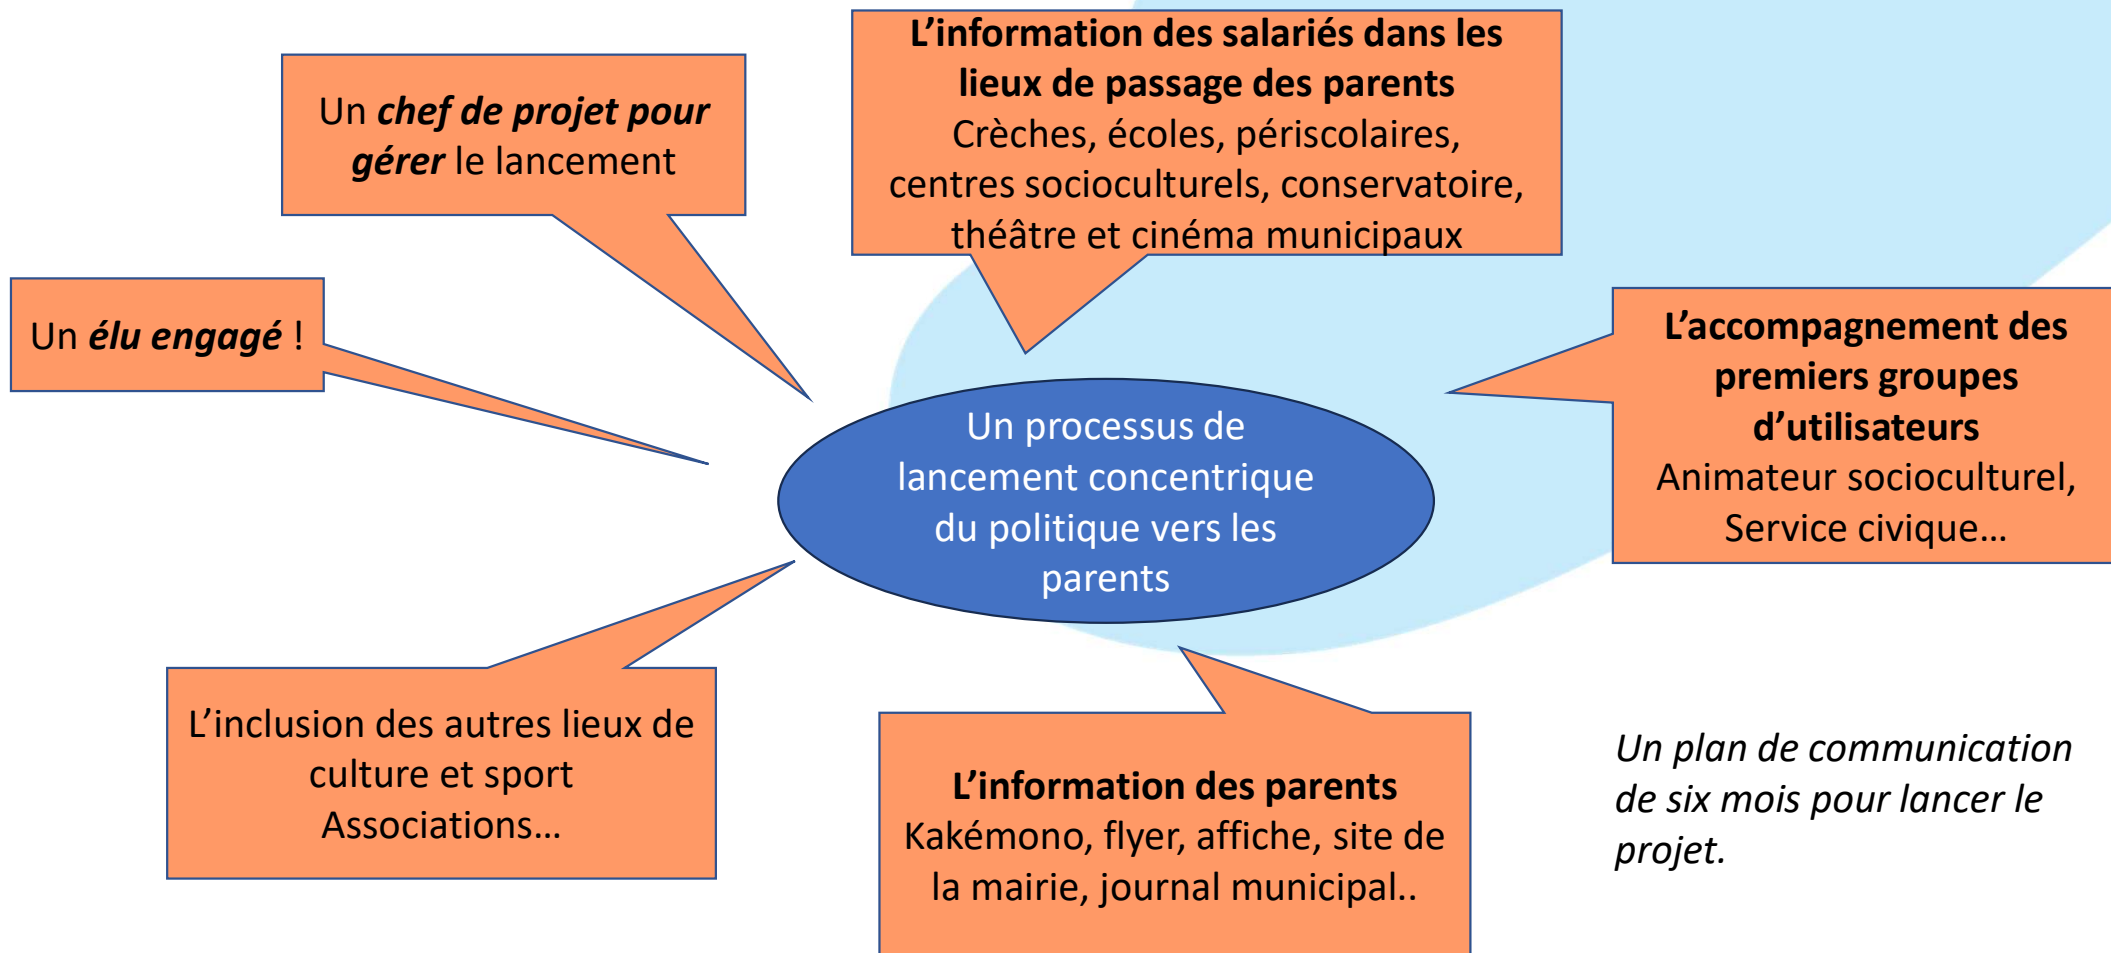 L’information des salariés dans les
lieux de passage des parents
Crèches, écoles, périscolaires,
centres socioculturels, conservatoire,
théâtre et cinéma municipaux
Un chef de projet pour
gérer le lancement
Un élu engagé !
L’accompagnement des
premiers groupes
d’utilisateurs
Animateur socioculturel,
Service civique…
Un processus de
lancement concentrique
du politique vers les
parents
L’inclusion des autres lieux de
culture et sport
Associations…
L’information des parents
Kakémono, flyer, affiche, site de
la mairie, journal municipal..
Un plan de communication
de six mois pour lancer le
projet.